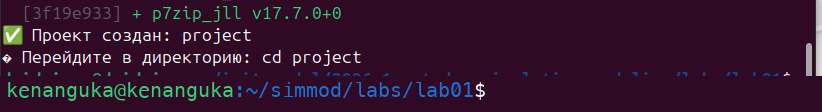 [3f19e933] + p7zip_jll v17.7.0+0
✅ Проект создан: project
� Перейдите в директорию: cd project
kenanguka@kenanguka:~/simmod/labs/lab01$